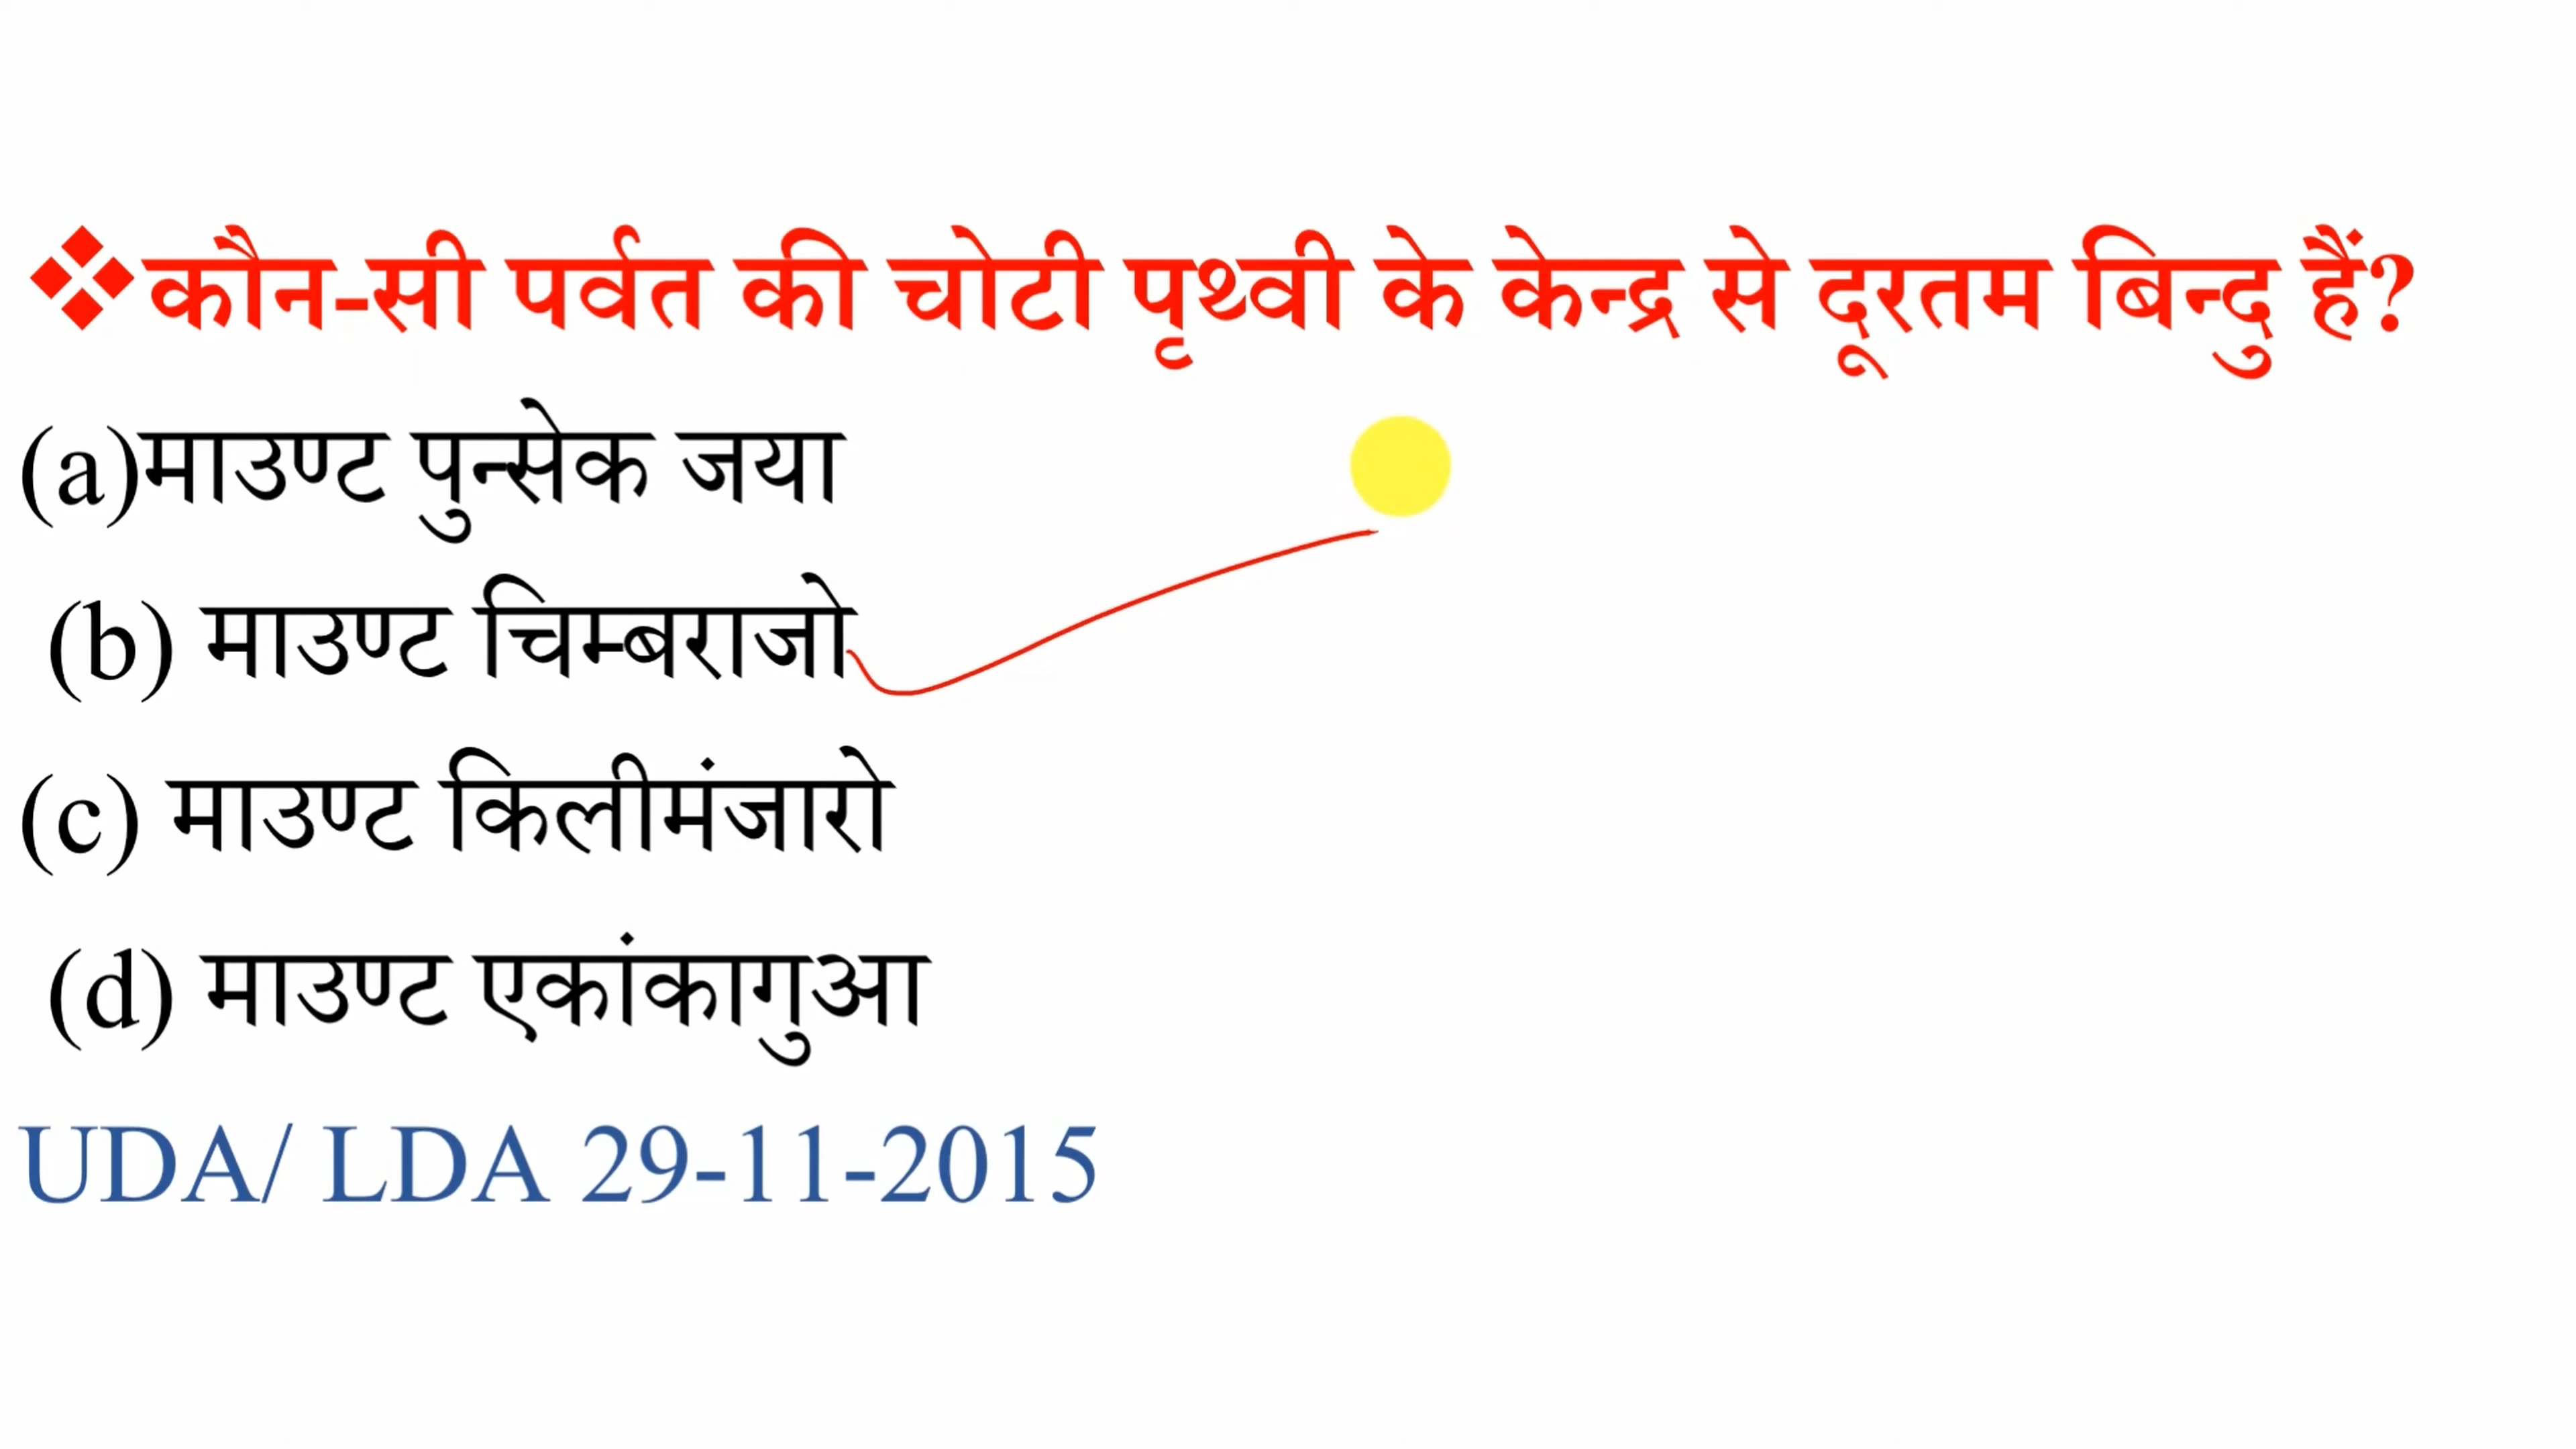 ❖कौन-सी पर्वत की चोटी पृथ्वी के केन्द्र से दूरतम बिन्दु हैं?
(a)माउण्ट पुन्सेक जया
(b) माउण्ट चिम्बराजो
(c) माउण्ट किलीमंजारो
(d) माउण्ट एकांकागुआ
UDA/ LDA 29-11-2015